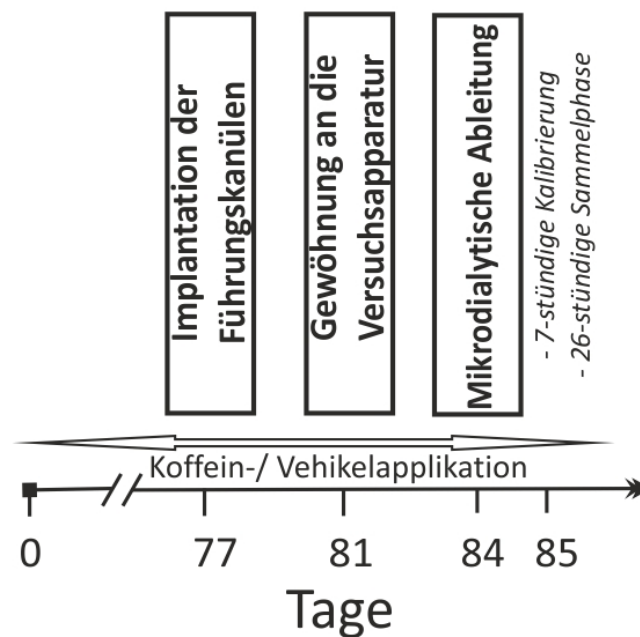 Implantation der
Führungskanülen
Gewöhnung an die
Versuchsapparatur
Mikrodialytische Ableitung
- 7-stündige Kalibrierung
- 26-stündige Sammelphase
Koffein-/ Vehikelapplikation
0 77 81 84 85
Tage